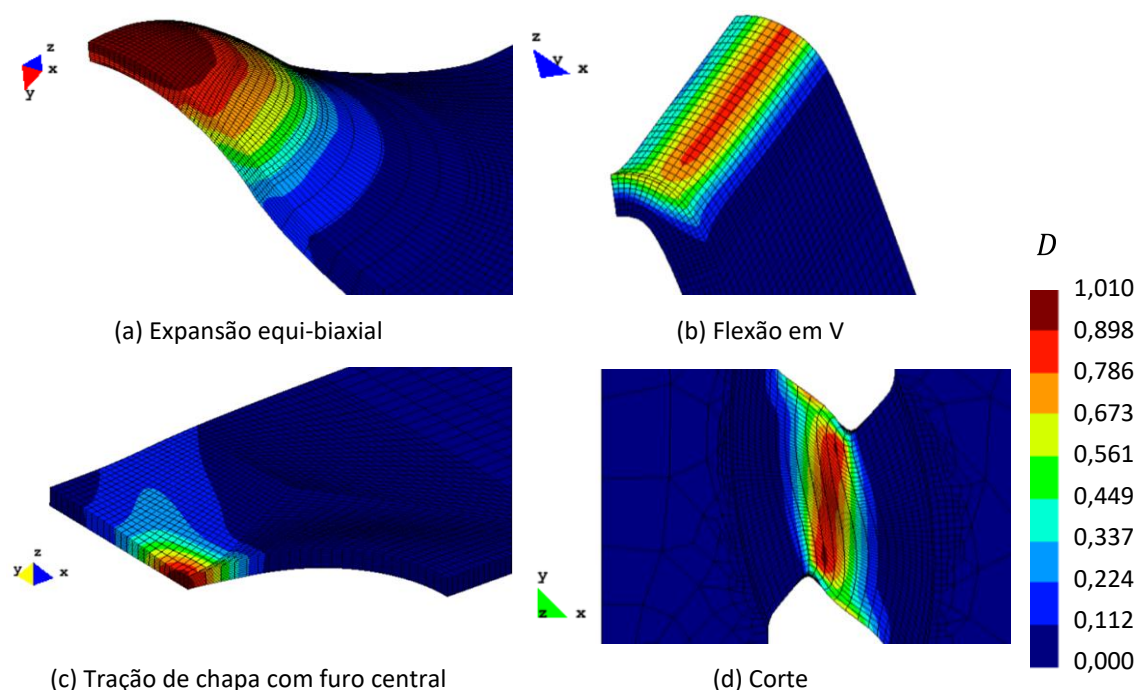 z
x
y
z
y
x
(a) Expansão equi-biaxial
(b) Flexão em V
D
1,010
0,898
0,786
0,673
0,561
0,449
0,337
0,224
0,112
0,000
z
y
x
y
z
x
(c) Tração de chapa com furo central
(d) Corte